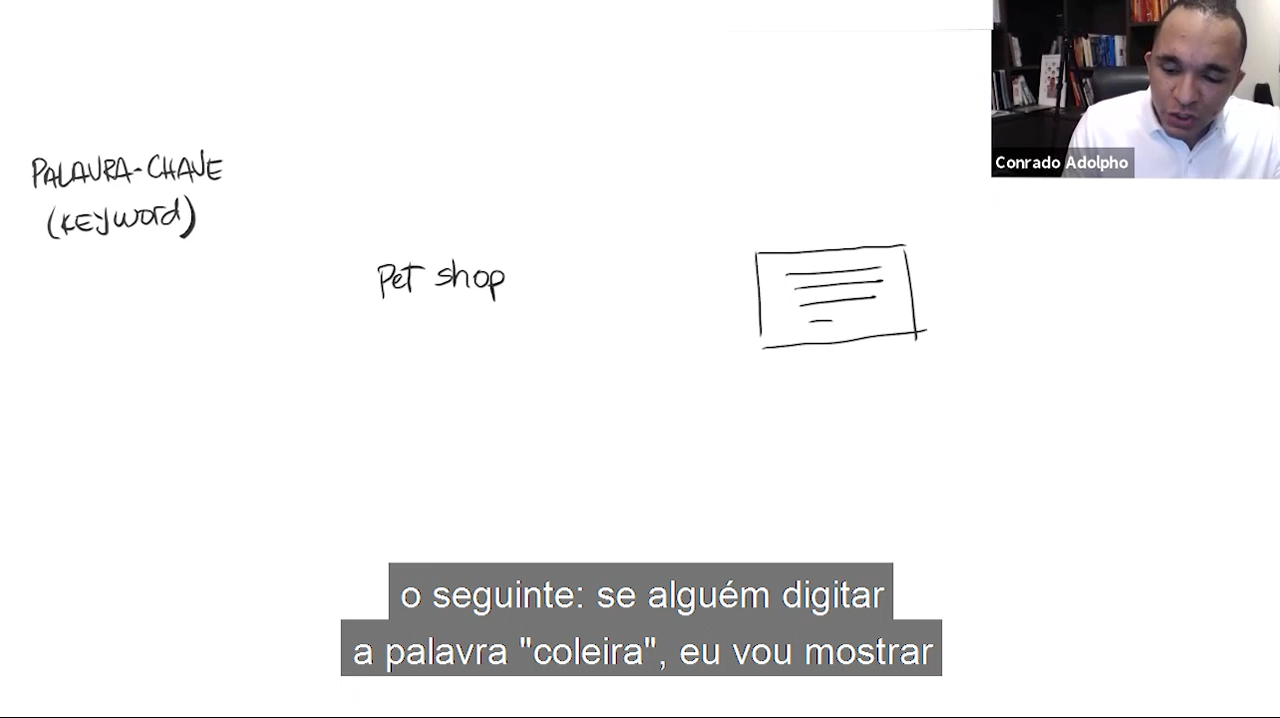 Conrado Adolpho
PALAVRA-CHAVE
(KEYword)
Pet shop
o seguinte: se alguém digitar
a palavra "coleira", eu vou mostrar